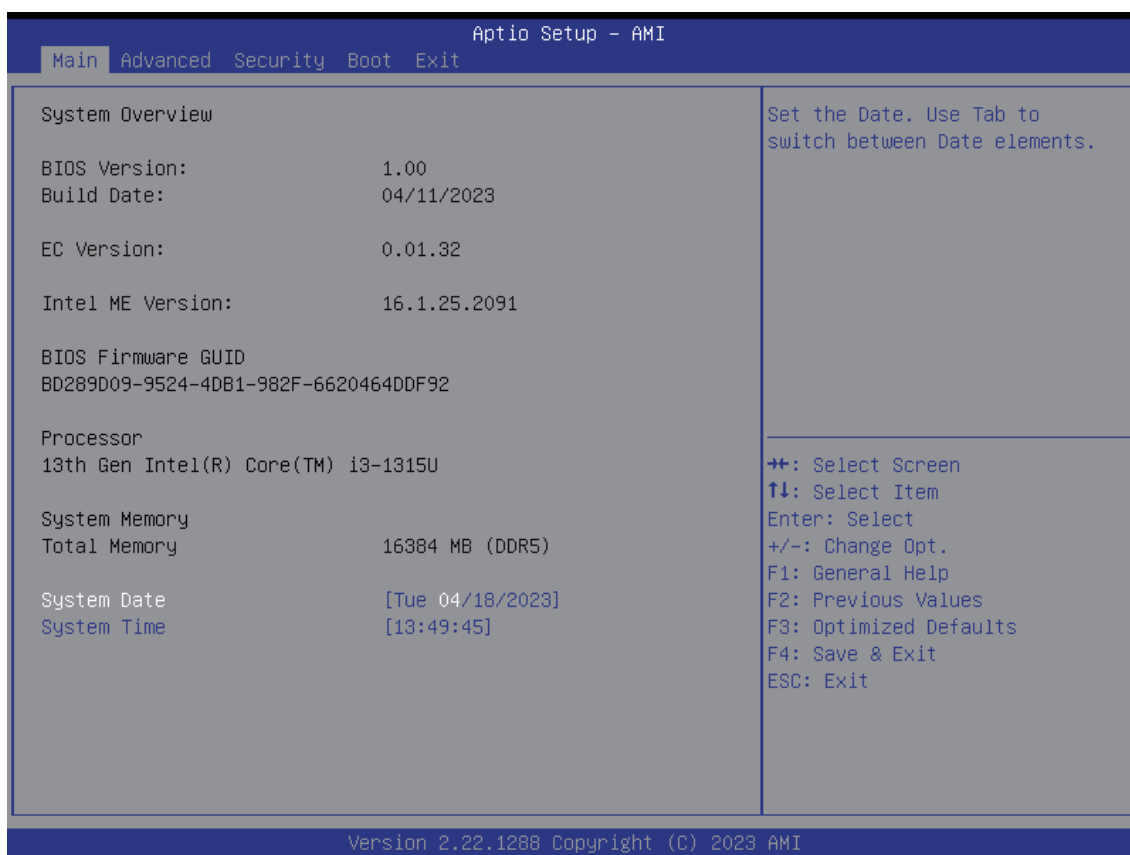 Aptio Setup - AMI
Main Advanced Security Boot Exit
System Overview
BIOS Version: 1.00
Build Date: 04/11/2023
EC Version: 0.01.32
Intel ME Version: 16.1.25.2091
BIOS Firmware GUID
BD289D09-9524-4DB1-982F-6620464DDF92
Processor
13th Gen Intel(R) Core(TM) i3-1315U
System Memory
Total Memory 16384 MB (DDR5)
System Date [Tue 04/18/2023]
System Time [13:49:45]
Set the Date. Use Tab to
switch between Date elements.
→←: Select Screen
↑↓: Select Item
Enter: Select
+/-: Change Opt.
F1: General Help
F2: Previous Values
F3: Optimized Defaults
F4: Save & Exit
ESC: Exit
Version 2.22.1288 Copyright (C) 2023 AMI